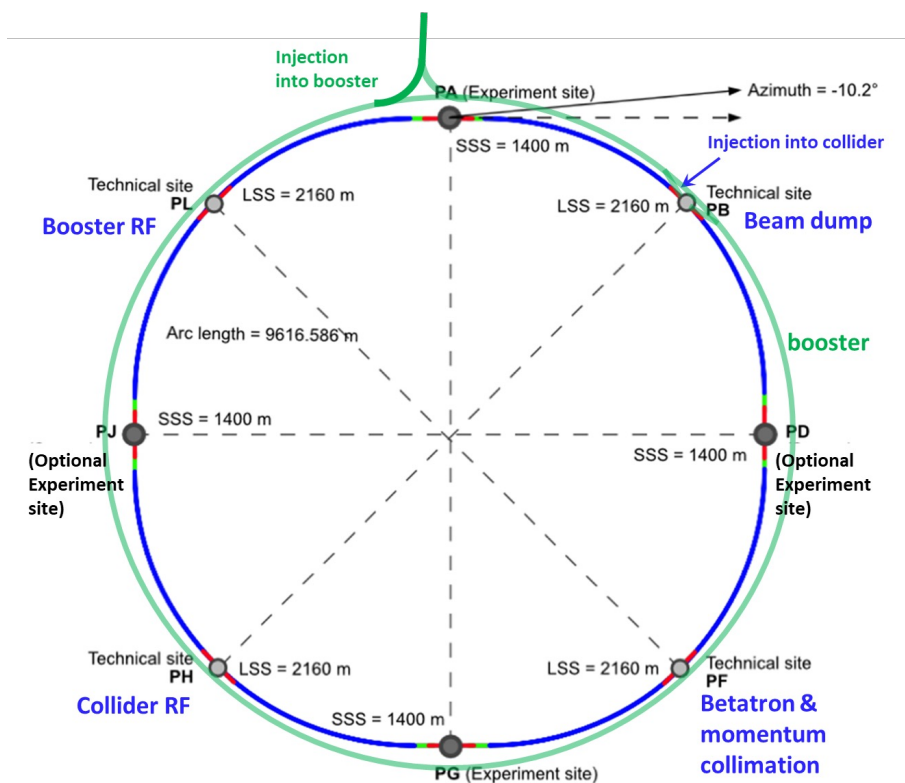 Injection
into booster
PA (Experiment site)
Azimuth = -10.2°
SSS = 1400 m
Injection into collider
Technical site
PL
LSS = 2160 m
Booster RF
LSS = 2160 m
Technical site
PB
Beam dump
Arc length = 9616.586 m
booster
PJ
SSS = 1400 m
(Optional
Experiment
site)
PD
SSS = 1400 m
(Optional
Experiment
site)
Technical site
PH
LSS = 2160 m
Collider RF
LSS = 2160 m
Technical site
PF
Betatron &
momentum
collimation
SSS = 1400 m
PG (Experiment site)